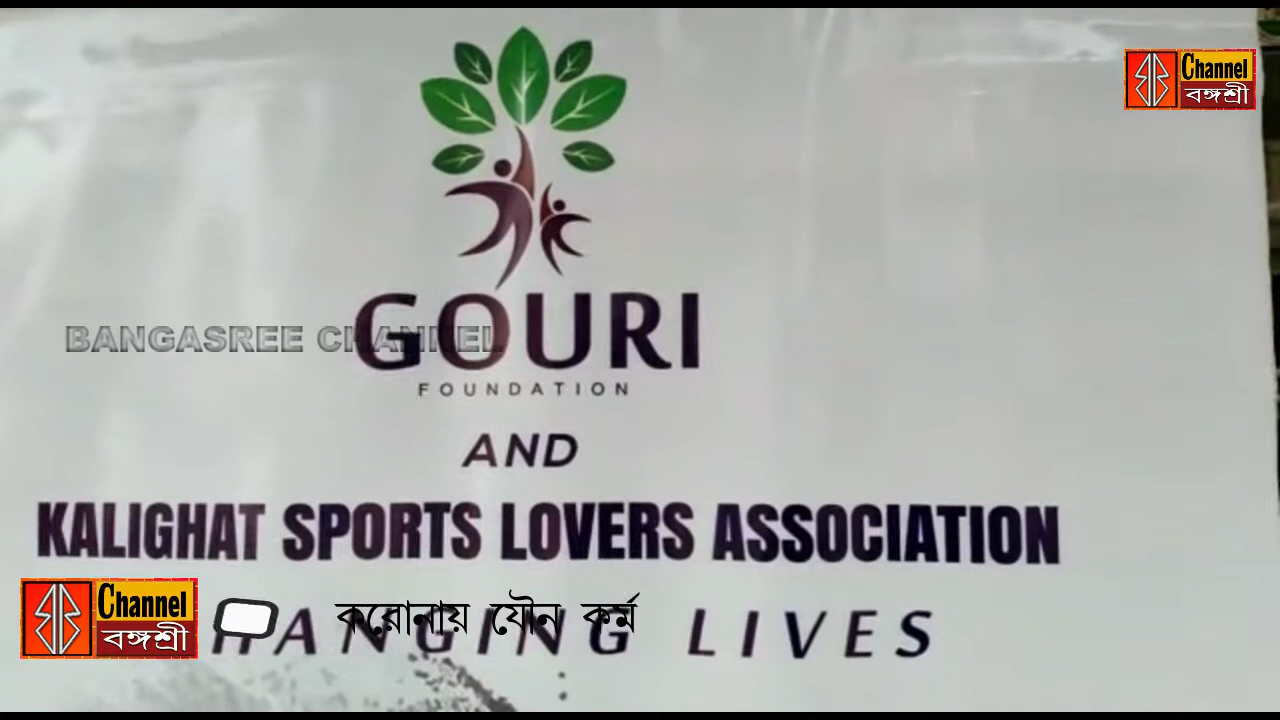 Channel
বঙ্গশ্রী
GOURI
BANGASREE CHANNEL
FOUNDATION
AND
KALIGHAT SPORTS LOVERS ASSOCIATION
Channel
বঙ্গশ্রী
করোনায় যৌন কর্ম
HANGING LIVES